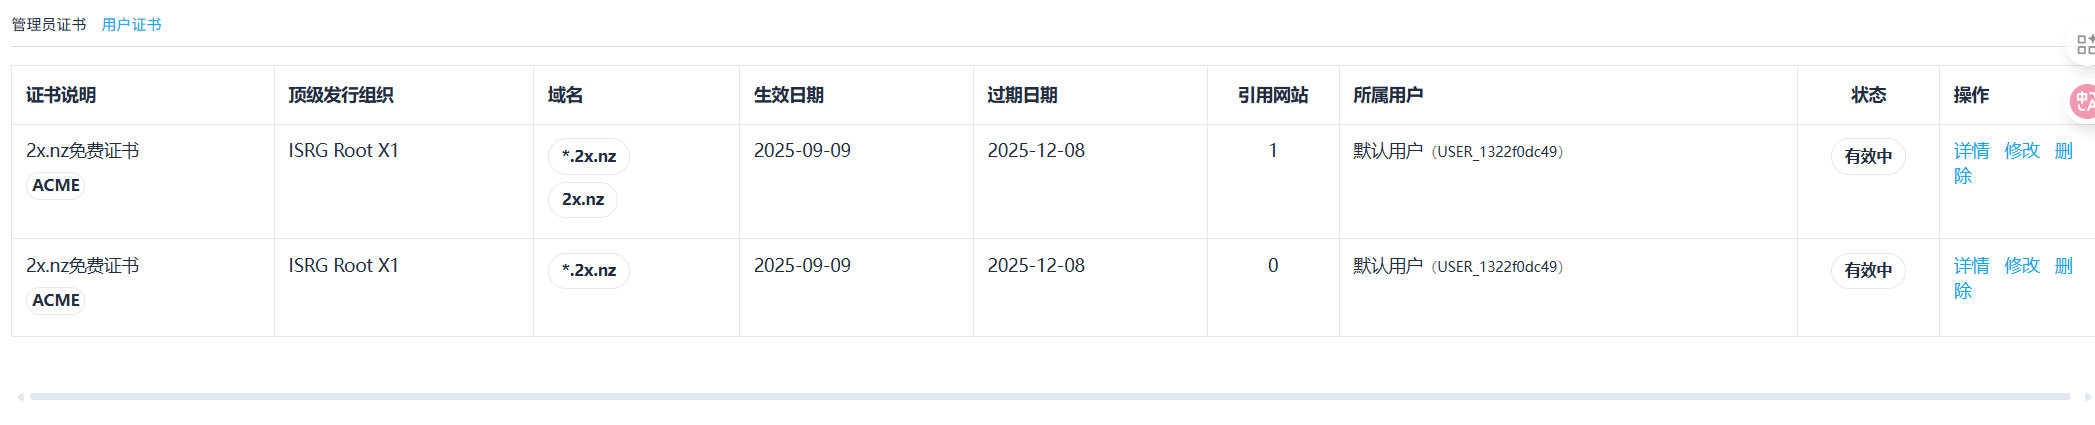 管理员证书 用户证书
证书说明 顶级发行组织 域名 生效日期 过期日期 引用网站 所属用户 状态 操作
2x.nz免费证书 ISRG Root X1 *.2x.nz 2025-09-09 2025-12-08 1 默认用户（USER_1322f0dc49） 有效中 详情 修改 删
除
ACME
2x.nz
2x.nz免费证书 ISRG Root X1 *.2x.nz 2025-09-09 2025-12-08 0 默认用户（USER_1322f0dc49） 有效中 详情 修改 删
除
ACME
中
A